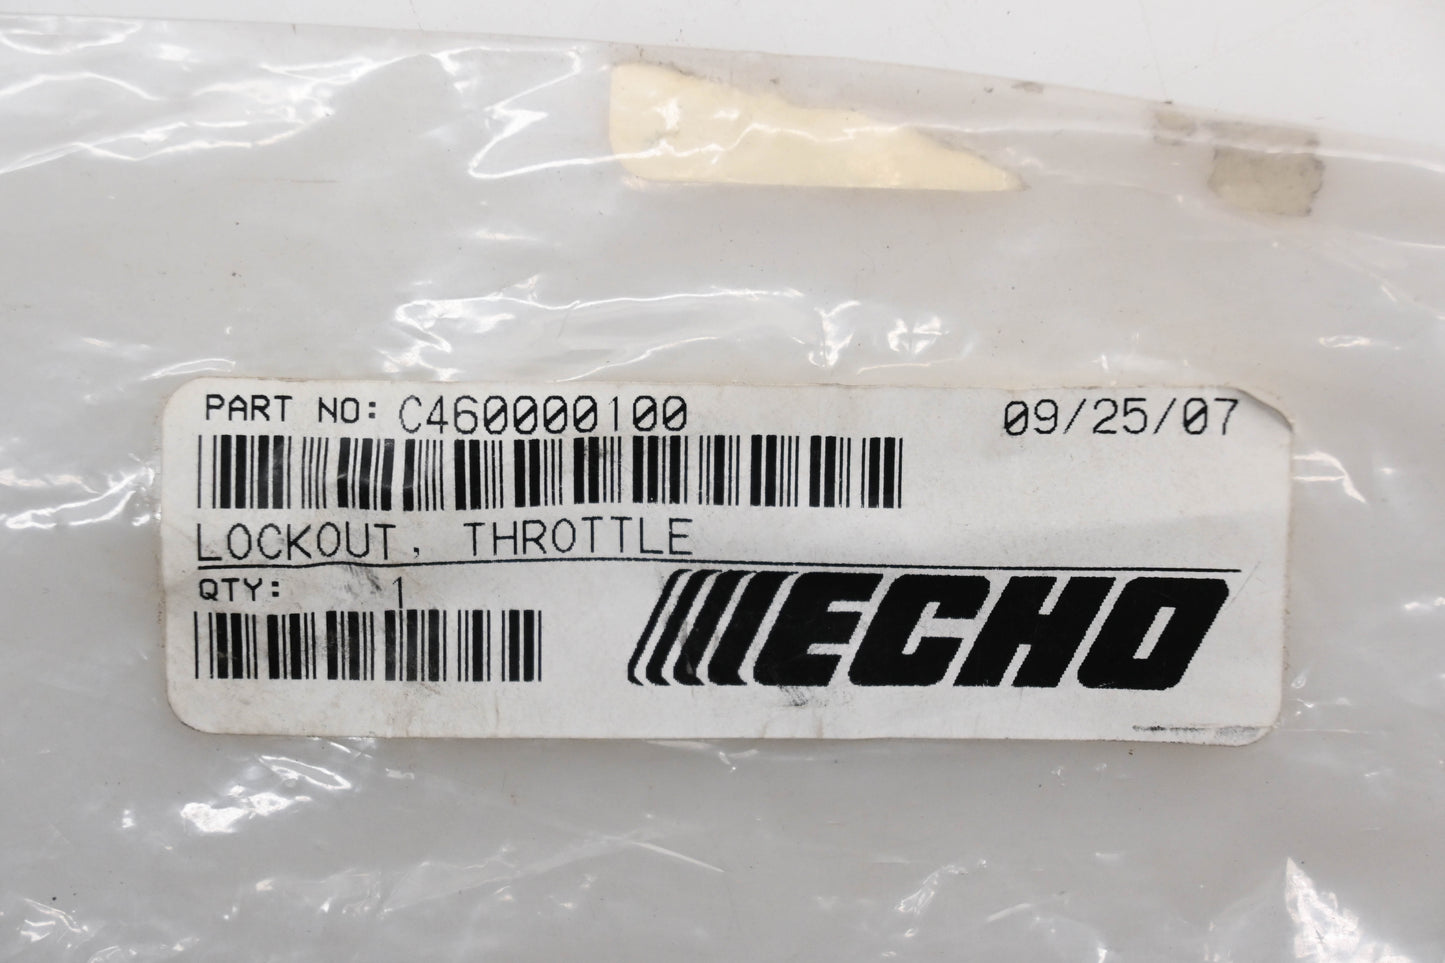 PART NO: C460000100 09/25/07
LOCKOUT, THROTTLE
QTY: 1
ECHO